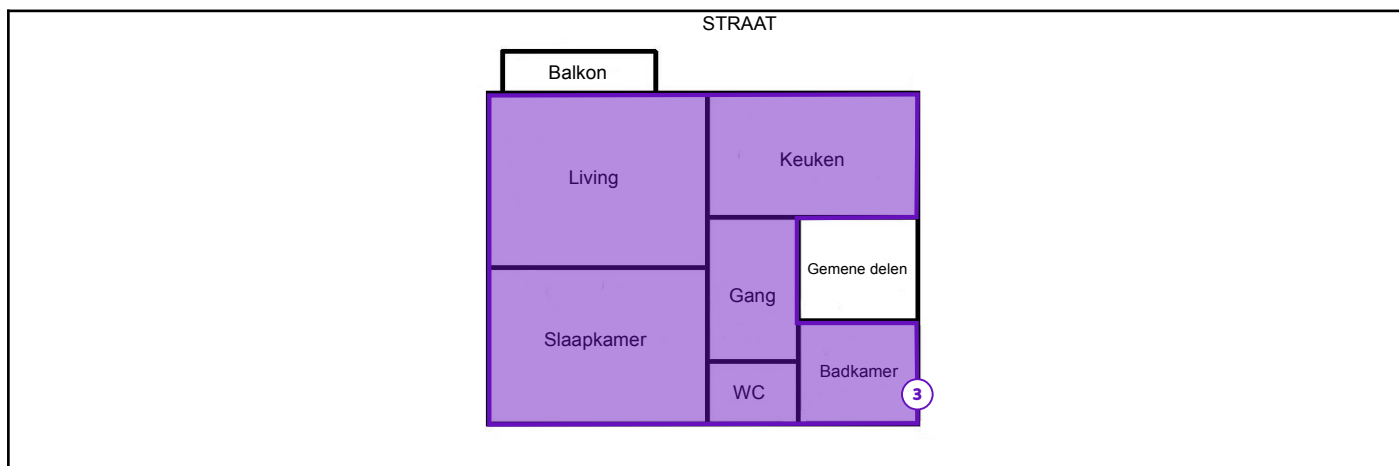 STRAAT
Balkon
Living
Keuken
Gemene delen
Gang
Slaapkamer
Badkamer
WC
3